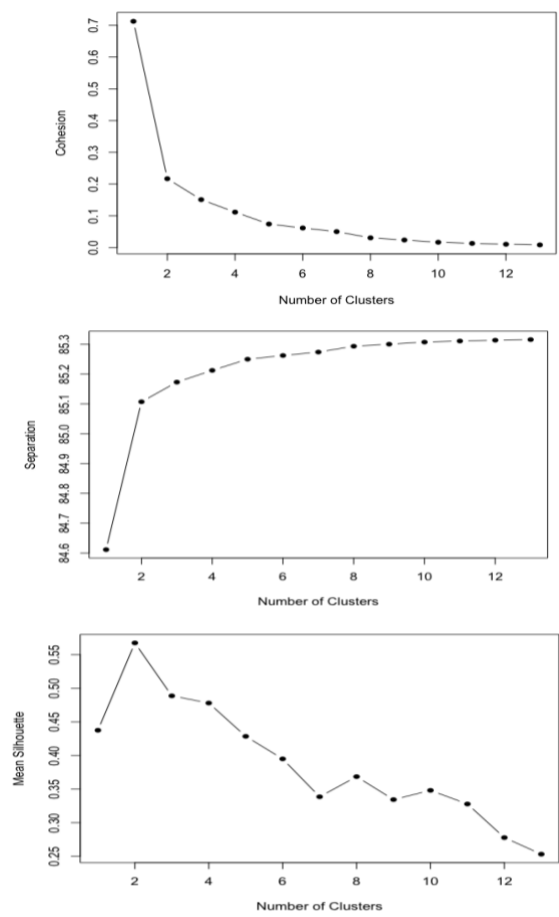 Cohesion
0.7
0.6
0.5
0.4
0.3
0.2
0.1
0.0
2 4 6 8 10 12
Number of Clusters
Separation
85.3
85.2
85.1
85.0
84.9
84.8
84.7
84.6
2 4 6 8 10 12
Number of Clusters
Mean Silhouette
0.55
0.50
0.45
0.40
0.35
0.30
0.25
2 4 6 8 10 12
Number of Clusters